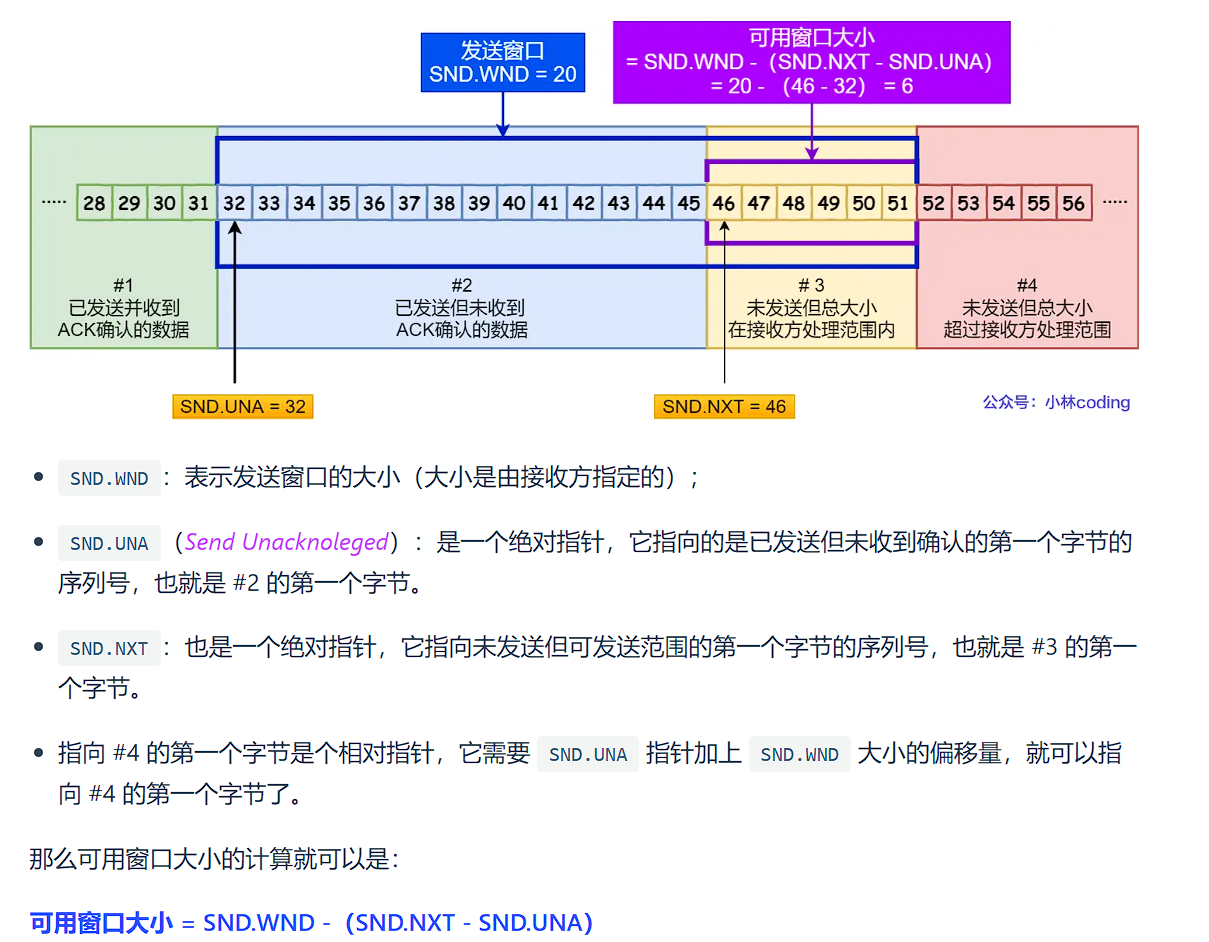 发送窗口
SND.WND = 20
可用窗口大小
= SND.WND -（SND.NXT - SND.UNA）
= 20 - （46 - 32） = 6
····· 28 29 30 31 32 33 34 35 36 37 38 39 40 41 42 43 44 45 46 47 48 49 50 51 52 53 54 55 56 ·····
#1
已发送并收到
ACK确认的数据
#2
已发送但未收到
ACK确认的数据
# 3
未发送但总大小
在接收方处理范围内
#4
未发送但总大小
超过接收方处理范围
SND.UNA = 32
SND.NXT = 46
公众号：小林coding
• SND.WND：表示发送窗口的大小（大小是由接收方指定的）；
• SND.UNA（Send Unacknoleged）：是一个绝对指针，它指向的是已发送但未收到确认的第一个字节的
序列号，也就是 #2 的第一个字节。
• SND.NXT：也是一个绝对指针，它指向未发送但可发送范围的第一个字节的序列号，也就是 #3 的第一
个字节。
• 指向 #4 的第一个字节是个相对指针，它需要 SND.UNA 指针加上 SND.WND 大小的偏移量，就可以指
向 #4 的第一个字节了。
那么可用窗口大小的计算就可以是：
可用窗口大小 = SND.WND -（SND.NXT - SND.UNA）